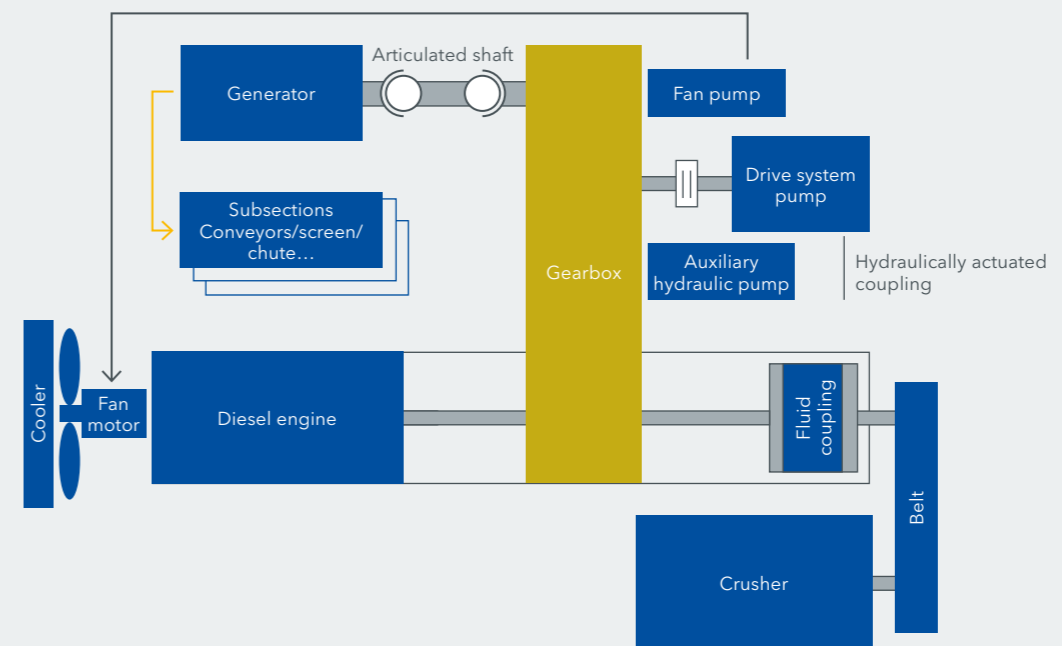 Articulated shaft
Generator
Fan pump
Drive system
pump
Subsections
Conveyors/screen/
chute...
Gearbox
Auxiliary
hydraulic pump
Hydraulically actuated
coupling
Cooler
Fan
motor
Diesel engine
Fluid
coupling
Belt
Crusher